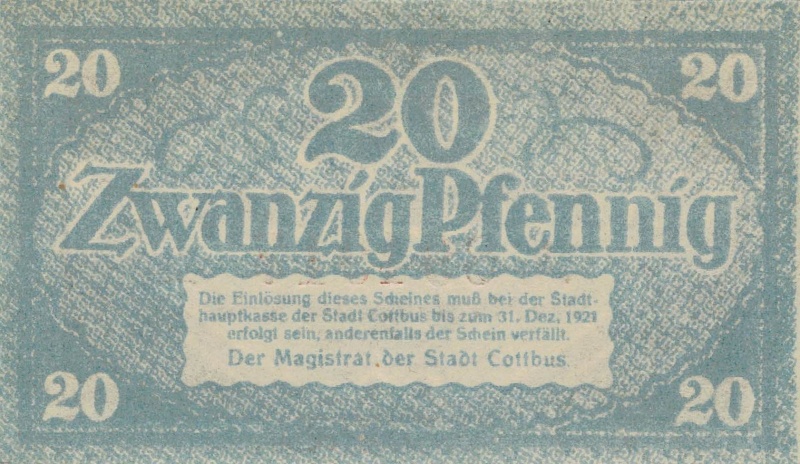 20 20
20
Zwanzig Pfennig
Die Einlösung dieses Scheines muß bei der Stadt-
hauptkasse der Stadt Cottbus bis zum 31. Dez. 1921
erfolgt sein, anderenfalls der Schein verfällt.
Der Magistrat der Stadt Cottbus.
20 20